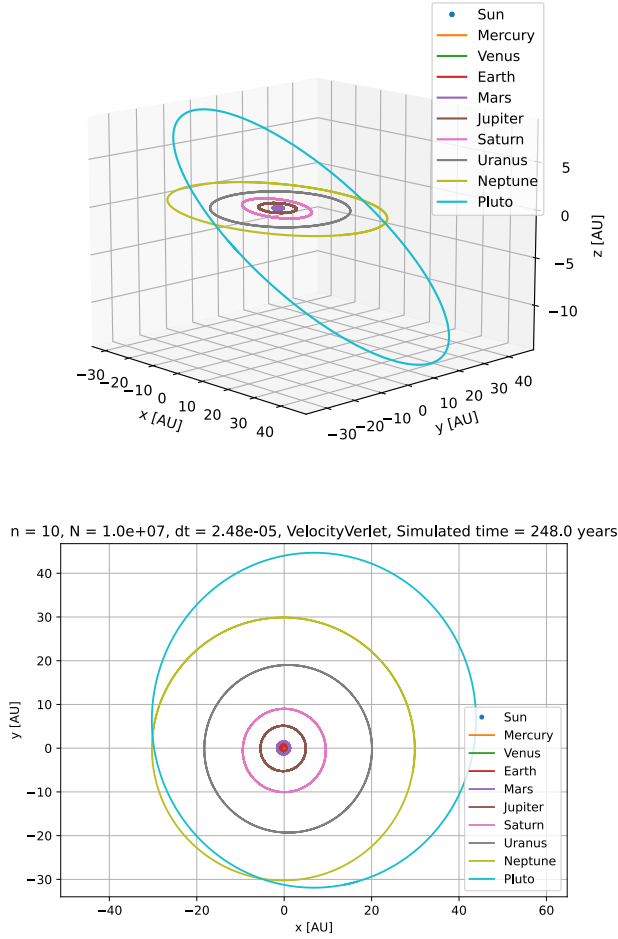 Sun
Mercury
Venus
Earth
Mars
Jupiter
Saturn
Uranus
Neptune
Pluto
5
0
−5
−10
z [AU]
−30
−20
−10
0
10
20
30
40
x [AU]
−30
−20
−10
0
10
20
30
40
y [AU]
n = 10, N = 1.0e+07, dt = 2.48e-05, VelocityVerlet, Simulated time = 248.0 years
40
30
20
10
0
−10
−20
−30
y [AU]
Sun
Mercury
Venus
Earth
Mars
Jupiter
Saturn
Uranus
Neptune
Pluto
−40
−20
0
20
40
60
x [AU]